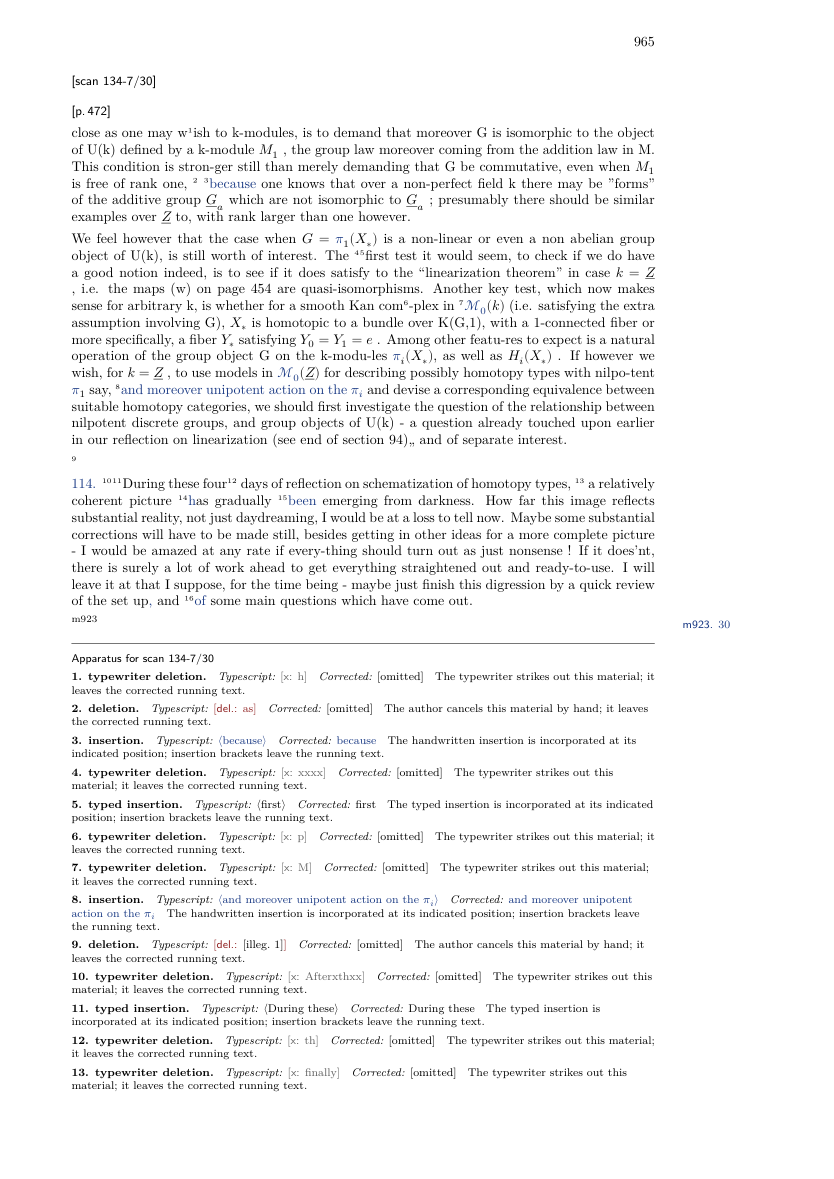 965
[scan 134-7/30]
[p. 472]
close as one may w¹ish to k-modules, is to demand that moreover G is isomorphic to the object
of U(k) defined by a k-module M₁ , the group law moreover coming from the addition law in M.
This condition is stron-ger still than merely demanding that G be commutative, even when M₁
is free of rank one, ² ³because one knows that over a non-perfect field k there may be ”forms”
of the additive group G̲ₐ which are not isomorphic to G̲ₐ ; presumably there should be similar
examples over Z̲ to, with rank larger than one however.
We feel however that the case when G = π₁(X∗) is a non-linear or even a non abelian group
object of U(k), is still worth of interest. The ⁴⁵first test it would seem, to check if we do have
a good notion indeed, is to see if it does satisfy to the “linearization theorem” in case k = Z̲
, i.e. the maps (w) on page 454 are quasi-isomorphisms. Another key test, which now makes
sense for arbitrary k, is whether for a smooth Kan com⁶-plex in ⁷ℳ₀(k) (i.e. satisfying the extra
assumption involving G), X∗ is homotopic to a bundle over K(G,1), with a 1-connected fiber or
more specifically, a fiber Y∗ satisfying Y₀ = Y₁ = e . Among other featu-res to expect is a natural
operation of the group object G on the k-modu-les πᵢ(X∗), as well as Hᵢ(X∗) . If however we
wish, for k = Z̲ , to use models in ℳ₀(Z̲) for describing possibly homotopy types with nilpo-tent
π₁ say, ⁸and moreover unipotent action on the πᵢ and devise a corresponding equivalence between
suitable homotopy categories, we should first investigate the question of the relationship between
nilpotent discrete groups, and group objects of U(k) - a question already touched upon earlier
in our reflection on linearization (see end of section 94)„ and of separate interest.
⁹
114. ¹⁰¹¹During these four¹² days of reflection on schematization of homotopy types, ¹³ a relatively
coherent picture ¹⁴has gradually ¹⁵been emerging from darkness. How far this image reflects
substantial reality, not just daydreaming, I would be at a loss to tell now. Maybe some substantial
corrections will have to be made still, besides getting in other ideas for a more complete picture
- I would be amazed at any rate if every-thing should turn out as just nonsense ! If it does'nt,
there is surely a lot of work ahead to get everything straightened out and ready-to-use. I will
leave it at that I suppose, for the time being - maybe just finish this digression by a quick review
of the set up, and ¹⁶of some main questions which have come out.
m923
m923. 30
Apparatus for scan 134-7/30
1. typewriter deletion. Typescript: [x: h] Corrected: [omitted] The typewriter strikes out this material; it
leaves the corrected running text.
2. deletion. Typescript: [del.: as] Corrected: [omitted] The author cancels this material by hand; it leaves
the corrected running text.
3. insertion. Typescript: ⟨because⟩ Corrected: because The handwritten insertion is incorporated at its
indicated position; insertion brackets leave the running text.
4. typewriter deletion. Typescript: [x: xxxx] Corrected: [omitted] The typewriter strikes out this
material; it leaves the corrected running text.
5. typed insertion. Typescript: ⟨first⟩ Corrected: first The typed insertion is incorporated at its indicated
position; insertion brackets leave the running text.
6. typewriter deletion. Typescript: [x: p] Corrected: [omitted] The typewriter strikes out this material; it
leaves the corrected running text.
7. typewriter deletion. Typescript: [x: M] Corrected: [omitted] The typewriter strikes out this material;
it leaves the corrected running text.
8. insertion. Typescript: ⟨and moreover unipotent action on the πᵢ⟩ Corrected: and moreover unipotent
action on the πᵢ The handwritten insertion is incorporated at its indicated position; insertion brackets leave
the running text.
9. deletion. Typescript: [del.: [illeg. 1]] Corrected: [omitted] The author cancels this material by hand; it
leaves the corrected running text.
10. typewriter deletion. Typescript: [x: Afterxthxx] Corrected: [omitted] The typewriter strikes out this
material; it leaves the corrected running text.
11. typed insertion. Typescript: ⟨During these⟩ Corrected: During these The typed insertion is
incorporated at its indicated position; insertion brackets leave the running text.
12. typewriter deletion. Typescript: [x: th] Corrected: [omitted] The typewriter strikes out this material;
it leaves the corrected running text.
13. typewriter deletion. Typescript: [x: finally] Corrected: [omitted] The typewriter strikes out this
material; it leaves the corrected running text.